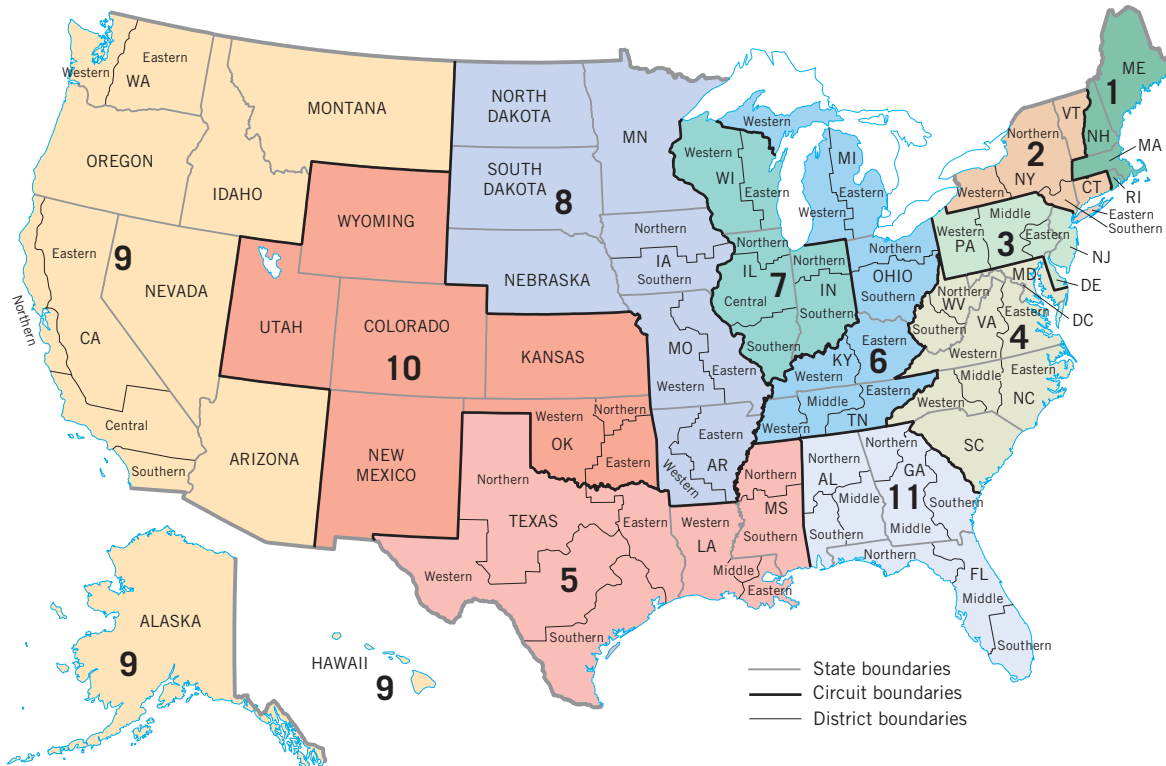 Western
Eastern
WA
MONTANA
OREGON
IDAHO
WYOMING
NORTH
DAKOTA
SOUTH
DAKOTA
8
MN
NEBRASKA
Northern
IA
Southern
Western
WI
Eastern
Western
MI
Eastern
Western
Northern
2
NY
Western
VT
ME
1
NH
MA
RI
CT
Eastern
Southern
Middle
Western
PA
3
Eastern
NJ
DE
MD
DC
Eastern
9
Northern
CA
NEVADA
UTAH
COLORADO
10
KANSAS
MO
Western
Eastern
Northern
IL
7
Central
Southern
Northern
IN
Southern
Northern
OHIO
Southern
Eastern
KY
6
Western
Northern
WV
Southern
Eastern
VA
4
Western
Central
Southern
ARIZONA
NEW
MEXICO
Western
OK
Northern
Eastern
Eastern
AR
Western
Middle
Eastern
Western
TN
Middle
Eastern
Western
NC
SC
Northern
TEXAS
Eastern
Western
5
Southern
Western
LA
Middle
Eastern
Northern
MS
Southern
Northern
AL
Middle
Southern
Northern
GA
11
Southern
Middle
Northern
FL
Middle
Southern
ALASKA
9
HAWAII
9
State boundaries
Circuit boundaries
District boundaries